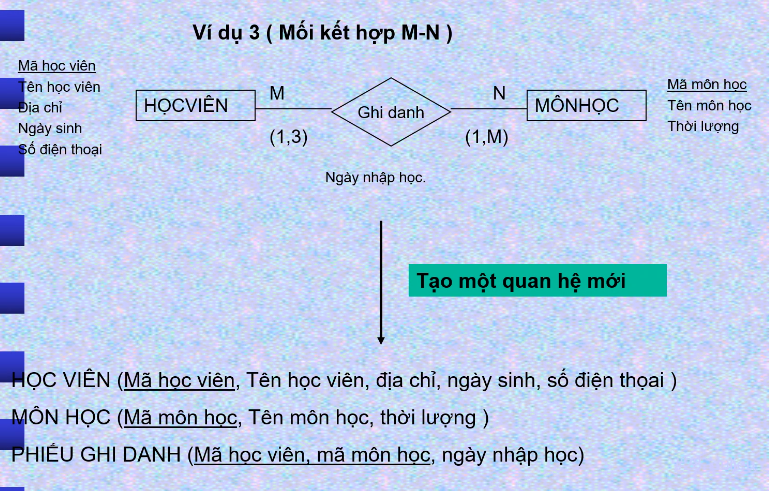 Ví dụ 3 ( Mối kết hợp M-N )
Mã học viên
Tên học viên
Địa chỉ
Ngày sinh
Số điện thoại
HỌCVIÊN
M
(1,3)
Ghi danh
N
(1,M)
MÔNHỌC
Mã môn học
Tên môn học
Thời lượng
Ngày nhập học.
Tạo một quan hệ mới
HỌC VIÊN (Mã học viên, Tên học viên, địa chỉ, ngày sinh, số điện thọai )
MÔN HỌC (Mã môn học, Tên môn học, thời lượng )
PHIẾU GHI DANH (Mã học viên, mã môn học, ngày nhập học)